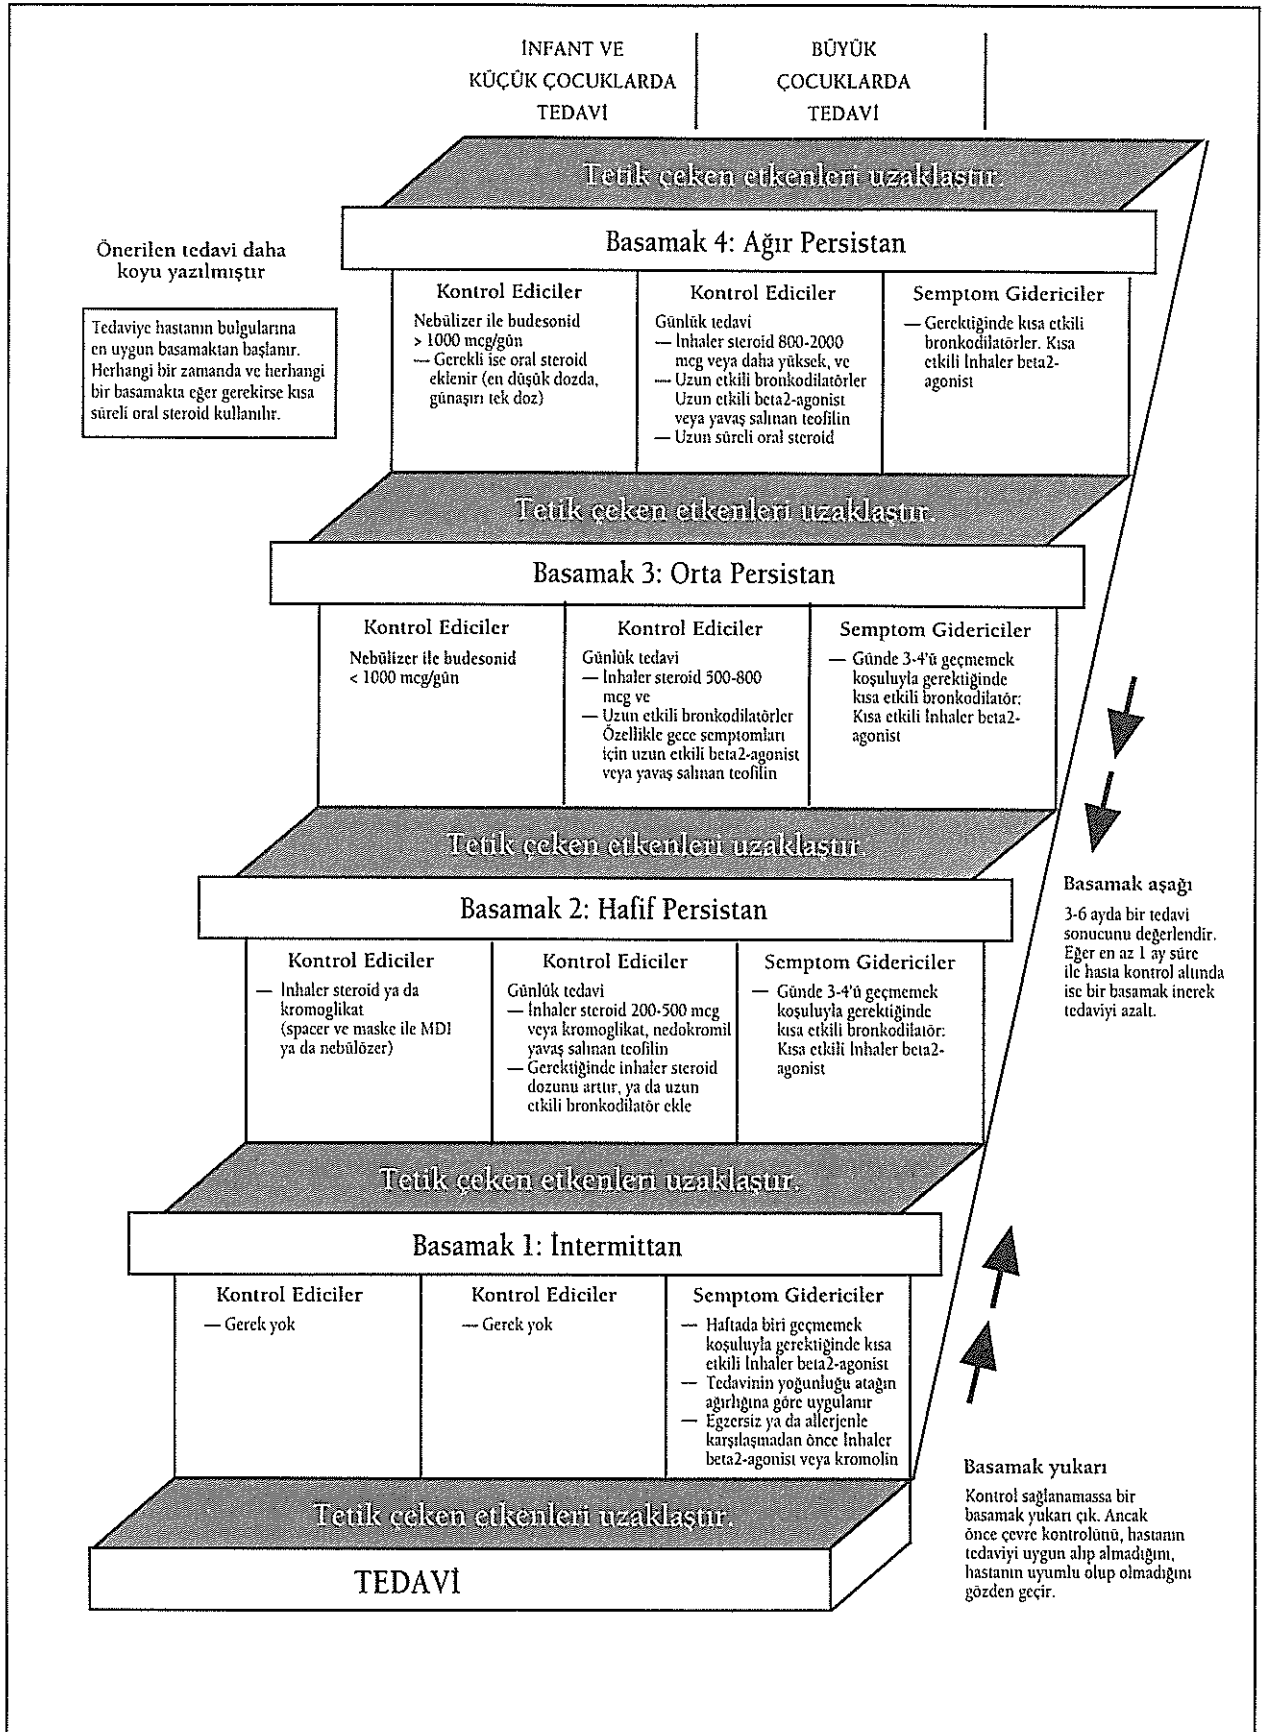 İNFANT VE
KÜÇÜK ÇOCUKLARDA
TEDAVİ
BÜYÜK
ÇOCUKLARDA
TEDAVİ
Tetik çeken etkenleri uzaklaştır.
Basamak 4: Ağır Persistan
Önerilen tedavi daha
koyu yazılmıştır
Tedaviye hastanın bulgularına
en uygun basamaktan başlanır.
Herhangi bir zamanda ve herhangi
bir basamakta eğer gerekirse kısa
süreli oral steroid kullanılır.
Kontrol Ediciler
Nebülizer ile budesonid
> 1000 mcg/gün
— Gerekli ise oral steroid
eklenir (en düşük dozda,
günaşırı tek doz)
Kontrol Ediciler
Günlük tedavi
— İnhaler steroid 800-2000
mcg veya daha yüksek, ve
— Uzun etkili bronkodilatörler
Uzun etkili beta2-agonist
veya yavaş salınan teofilin
— Uzun süreli oral steroid
Semptom Gidericiler
— Gerektiğinde kısa etkili
bronkodilatörler. Kısa
etkili İnhaler beta2-
agonist
Tetik çeken etkenleri uzaklaştır.
Basamak 3: Orta Persistan
Kontrol Ediciler
Nebülizer ile budesonid
< 1000 mcg/gün
Kontrol Ediciler
Günlük tedavi
— İnhaler steroid 500-800
mcg ve
— Uzun etkili bronkodilatörler
Özellikle gece semptomları
için uzun etkili beta2-agonist
veya yavaş salınan teofilin
Semptom Gidericiler
— Günde 3-4'ü geçmemek
koşuluyla gerektiğinde
kısa etkili bronkodilatör:
Kısa etkili İnhaler beta2-
agonist
Tetik çeken etkenleri uzaklaştır.
Basamak 2: Hafif Persistan
Kontrol Ediciler
— İnhaler steroid ya da
kromoglikat
(spacer ve maske ile MDI
ya da nebülözer)
Kontrol Ediciler
Günlük tedavi
— İnhaler steroid 200-500 mcg
veya kromoglikat, nedokromil
yavaş salınan teofilin
— Gerektiğinde inhaler steroid
dozunu arttır, ya da uzun
etkili bronkodilatör ekle
Semptom Gidericiler
— Günde 3-4'ü geçmemek
koşuluyla gerektiğinde
kısa etkili bronkodilatör:
Kısa etkili İnhaler beta2-
agonist
Basamak aşağı
3-6 ayda bir tedavi
sonucunu değerlendir.
Eğer en az 1 ay süre
ile hasta kontrol altında
ise bir basamak inerek
tedaviyi azalt.
Tetik çeken etkenleri uzaklaştır.
Basamak 1: İntermittan
Kontrol Ediciler
— Gerek yok
Kontrol Ediciler
— Gerek yok
Semptom Gidericiler
— Haftada biri geçmemek
koşuluyla gerektiğinde kısa
etkili İnhaler beta2-agonist
— Tedavinin yoğunluğu atağın
ağırlığına göre uygulanır
— Egzersiz ya da allerjenle
karşılaşmadan önce İnhaler
beta2-agonist veya kromolin
Basamak yukarı
Kontrol sağlanamassa bir
basamak yukarı çık. Ancak
önce çevre kontrolünü, hastanın
tedaviyi uygun alıp almadığını,
hastanın uyumlu olup olmadığını
gözden geçir.
Tetik çeken etkenleri uzaklaştır.
TEDAVİ